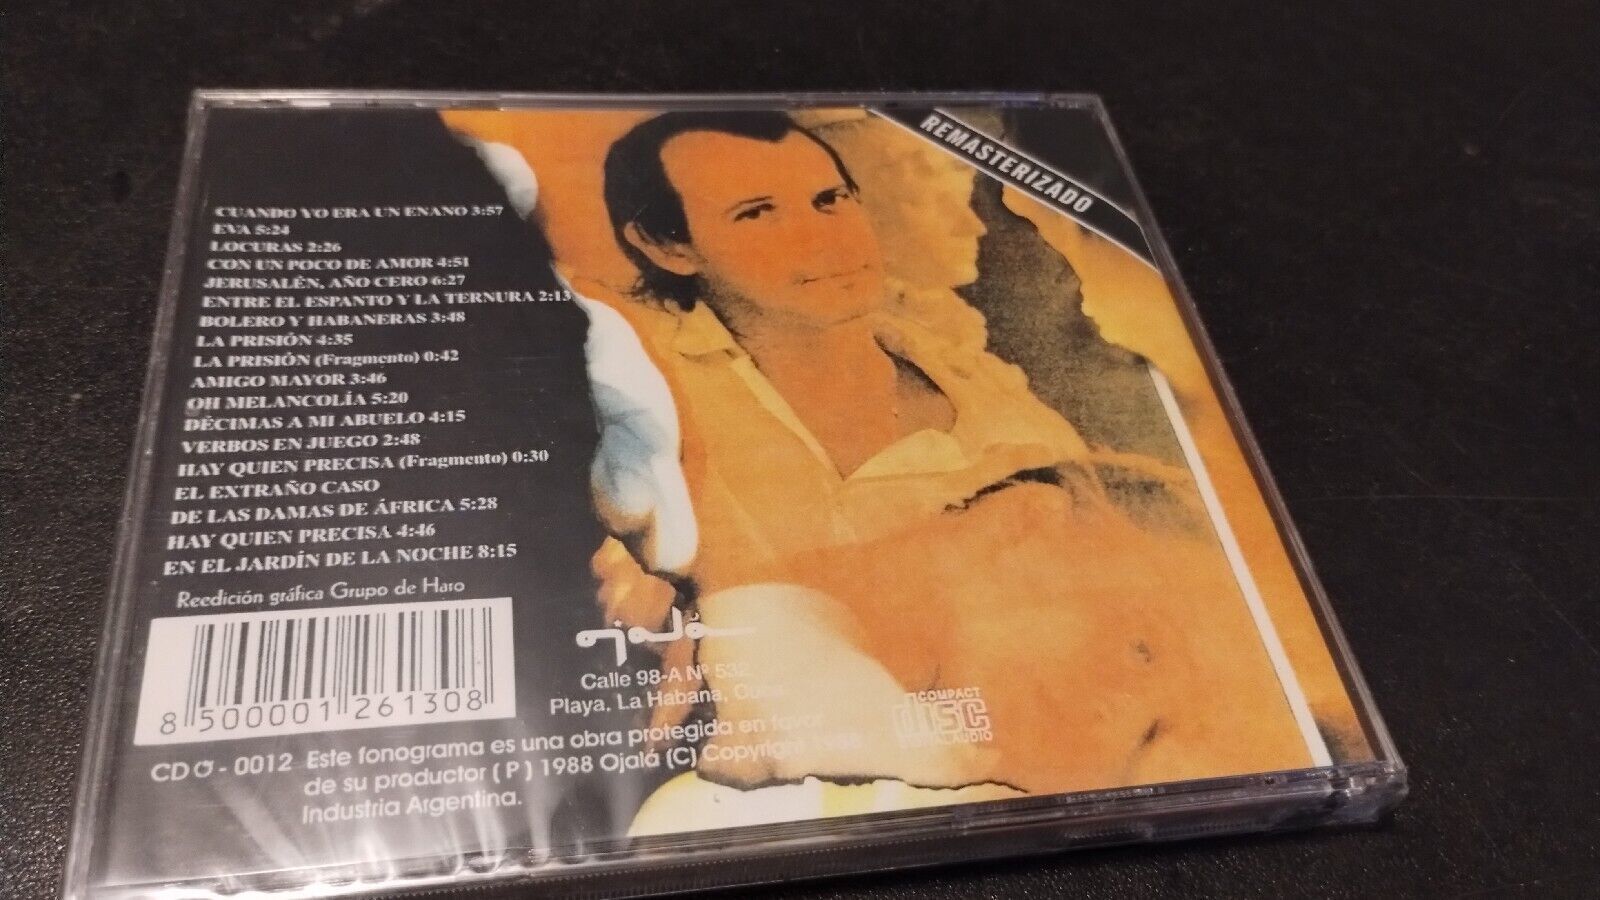 REMASTERIZADO
CUANDO YO ERA UN ENANO 3:57
EVA 5:24
LOCURAS 2:26
CON UN POCO DE AMOR 4:51
JERUSALÉN, AÑO CERO 6:27
ENTRE EL ESPANTO Y LA TERNURA 2:13
BOLERO Y HABANERAS 3:48
LA PRISIÓN 4:35
LA PRISIÓN (Fragmento) 0:42
AMIGO MAYOR 3:46
OH MELANCOLÍA 5:20
DÉCIMAS A MI ABUELO 4:15
VERBOS EN JUEGO 2:48
HAY QUIEN PRECISA (Fragmento) 0:30
EL EXTRAÑO CASO
DE LAS DAMAS DE ÁFRICA 5:28
HAY QUIEN PRECISA 4:46
EN EL JARDÍN DE LA NOCHE 8:15
Reedición gráfica Grupo de Haro
8 500001 261308
ojalá
Calle 98-A Nº 532
Playa, La Habana, Cuba
COMPACT
disc
DIGITAL AUDIO
CD - 0012 Este fonograma es una obra protegida en favor
de su productor ( P ) 1988 Ojalá (C) Copyright
Industria Argentina.